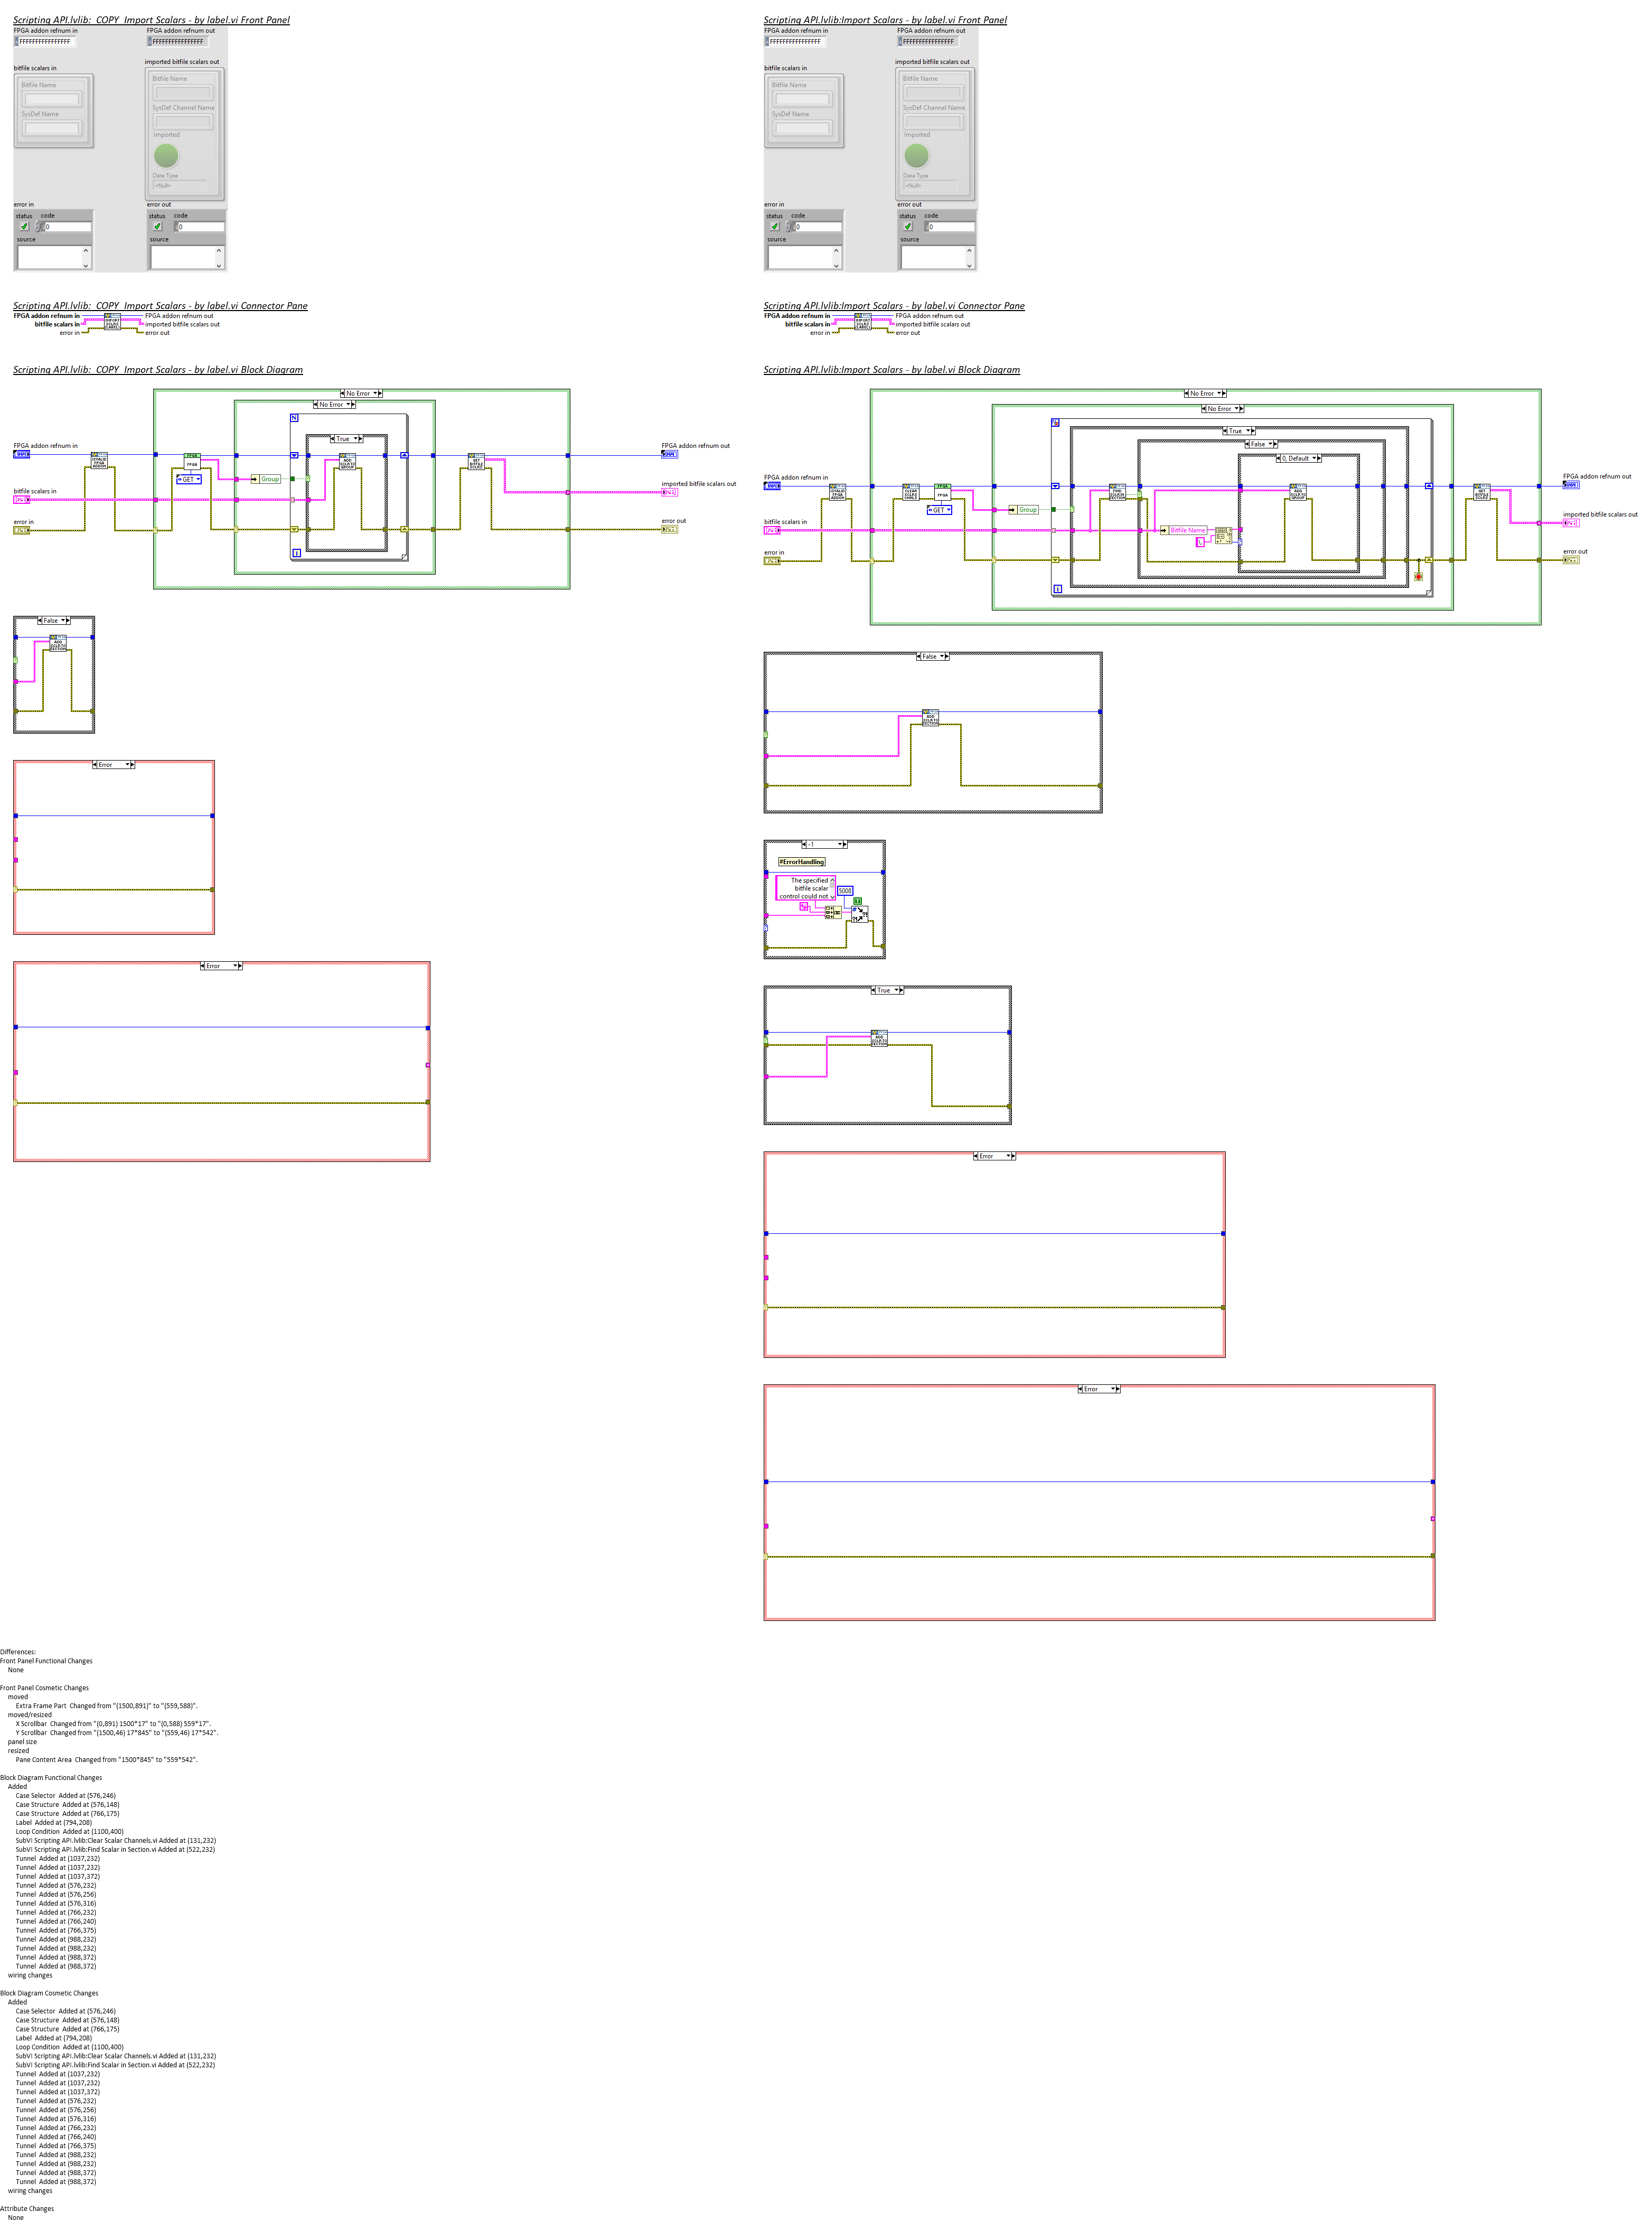 Scripting API.lvlib:_COPY_Import Scalars - by label.vi Front Panel
FPGA addon refnum in
FPGA addon refnum out
FFFFFFFFFFFFFFFF
FFFFFFFFFFFFFFFF
bitfile scalars in
imported bitfile scalars out
Bitfile Name
SysDef Name
Bitfile Name
SysDef Channel Name
Imported
Data Type
<Null>
error in
error out
status code
0
source
status code
0
source
Scripting API.lvlib:Import Scalars - by label.vi Front Panel
FPGA addon refnum in
FPGA addon refnum out
FFFFFFFFFFFFFFFF
FFFFFFFFFFFFFFFF
bitfile scalars in
imported bitfile scalars out
Bitfile Name
SysDef Name
Bitfile Name
SysDef Channel Name
Imported
Data Type
<Null>
error in
error out
status code
0
source
status code
0
source
Scripting API.lvlib:_COPY_Import Scalars - by label.vi Connector Pane
FPGA addon refnum in
bitfile scalars in
error in
FPGA addon refnum out
imported bitfile scalars out
error out
Scripting API.lvlib:Import Scalars - by label.vi Connector Pane
FPGA addon refnum in
bitfile scalars in
error in
FPGA addon refnum out
imported bitfile scalars out
error out
Scripting API.lvlib:_COPY_Import Scalars - by label.vi Block Diagram
No Error
No Error
N
True
FPGA addon refnum in
FPGA
GET
Group
bitfile scalars in
error in
i
FPGA addon refnum out
imported bitfile scalars out
error out
False
ADD
Error
Error
Scripting API.lvlib:Import Scalars - by label.vi Block Diagram
No Error
No Error
True
False
0, Default
FPGA addon refnum in
FPGA
GET
Group
bitfile scalars in
Bitfile Name
error in
i
FPGA addon refnum out
imported bitfile scalars out
error out
False
ADD
-1
#ErrorHandling
The specified
bitfile scalar
control could not
5008
True
ADD
Error
Error
Differences:
Front Panel Functional Changes
None
Front Panel Cosmetic Changes
moved
Extra Frame Part Changed from "(1500,891)" to "(559,588)".
moved/resized
X Scrollbar Changed from "(0,891) 1500*17" to "(0,588) 559*17".
Y Scrollbar Changed from "(1500,46) 17*845" to "(559,46) 17*542".
panel size
resized
Pane Content Area Changed from "1500*845" to "559*542".
Block Diagram Functional Changes
Added
Case Selector Added at (576,246)
Case Structure Added at (576,148)
Case Structure Added at (766,175)
Label Added at (794,208)
Loop Condition Added at (1100,400)
SubVI Scripting API.lvlib:Clear Scalar Channels.vi Added at (131,232)
SubVI Scripting API.lvlib:Find Scalar in Section.vi Added at (522,232)
Tunnel Added at (1037,232)
Tunnel Added at (1037,232)
Tunnel Added at (1037,372)
Tunnel Added at (576,232)
Tunnel Added at (576,256)
Tunnel Added at (576,316)
Tunnel Added at (766,232)
Tunnel Added at (766,240)
Tunnel Added at (766,375)
Tunnel Added at (988,232)
Tunnel Added at (988,232)
Tunnel Added at (988,372)
Tunnel Added at (988,372)
wiring changes
Block Diagram Cosmetic Changes
Added
Case Selector Added at (576,246)
Case Structure Added at (576,148)
Case Structure Added at (766,175)
Label Added at (794,208)
Loop Condition Added at (1100,400)
SubVI Scripting API.lvlib:Clear Scalar Channels.vi Added at (131,232)
SubVI Scripting API.lvlib:Find Scalar in Section.vi Added at (522,232)
Tunnel Added at (1037,232)
Tunnel Added at (1037,232)
Tunnel Added at (1037,372)
Tunnel Added at (576,232)
Tunnel Added at (576,256)
Tunnel Added at (576,316)
Tunnel Added at (766,232)
Tunnel Added at (766,240)
Tunnel Added at (766,375)
Tunnel Added at (988,232)
Tunnel Added at (988,232)
Tunnel Added at (988,372)
Tunnel Added at (988,372)
wiring changes
Attribute Changes
None